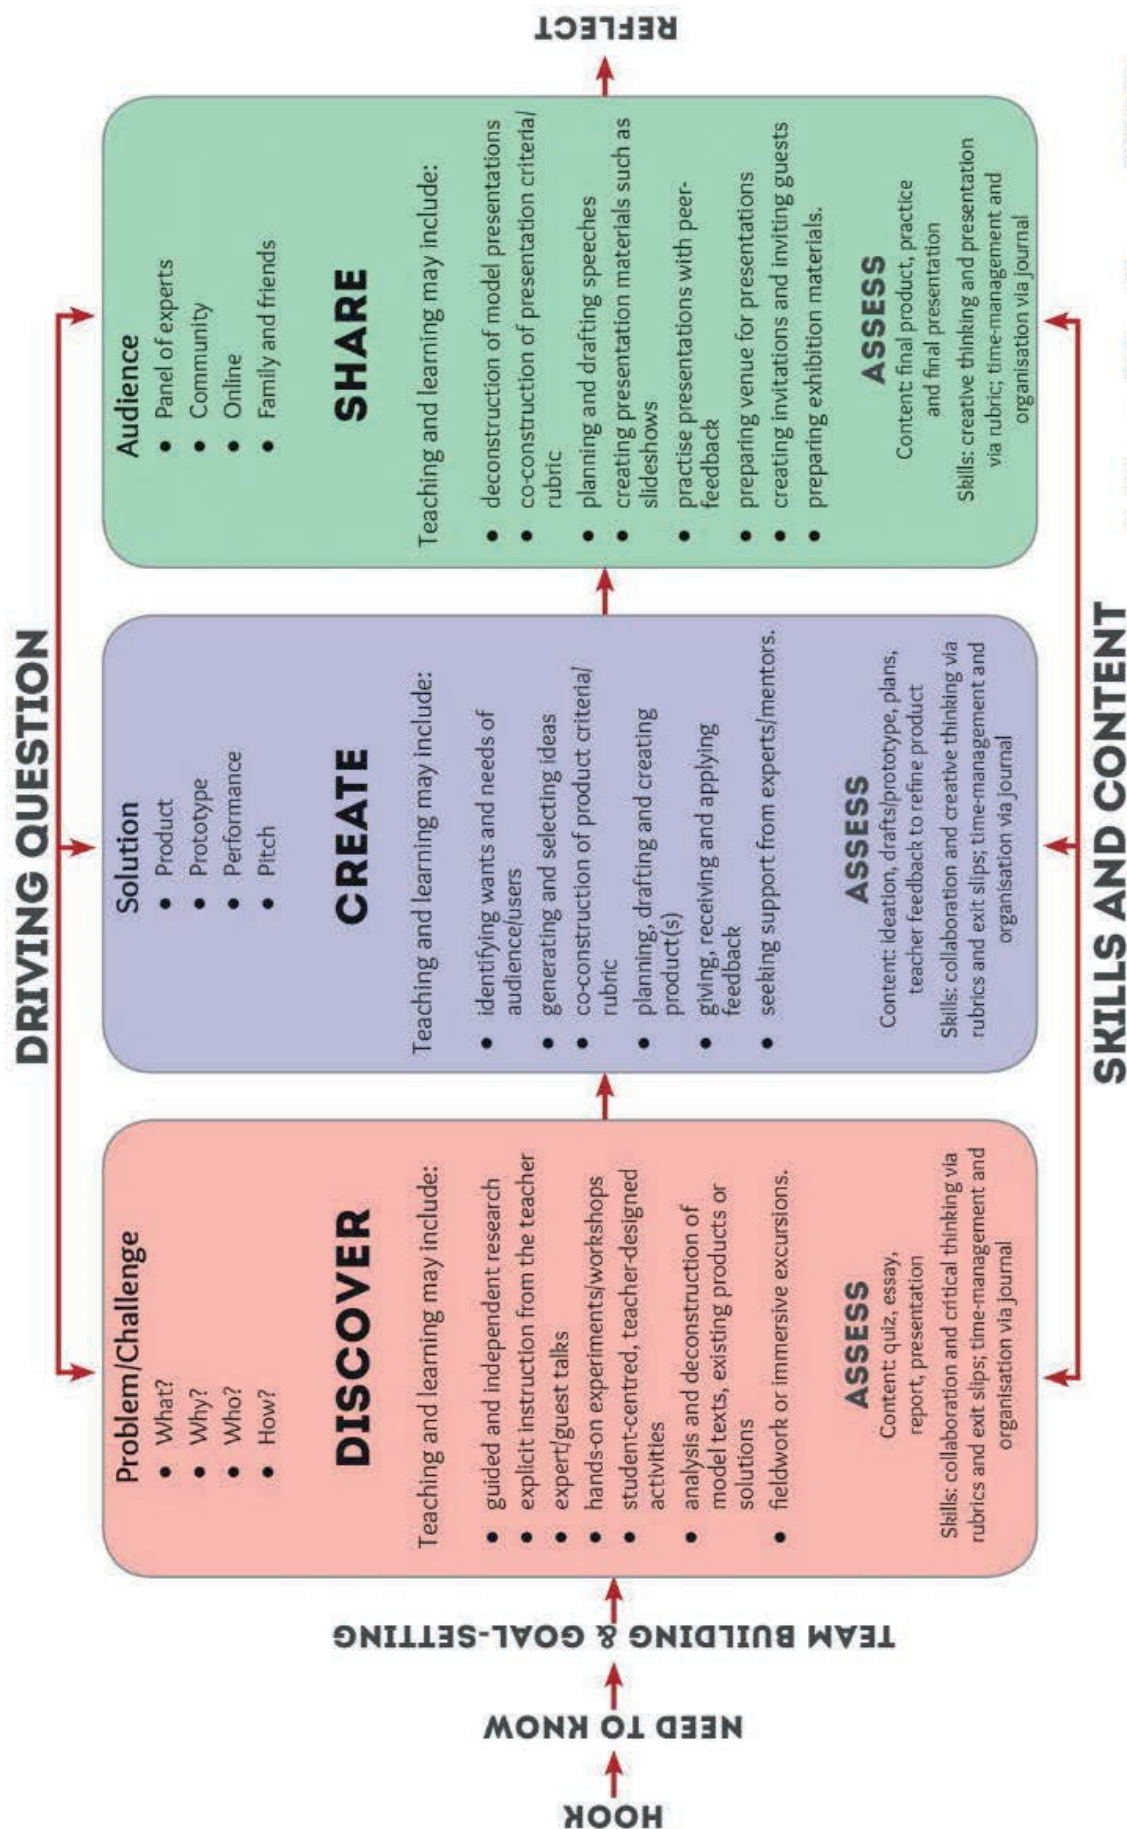 DRIVING QUESTION
HOOK
NEED TO KNOW
TEAM BUILDING & GOAL-SETTING
Problem/Challenge
• What?
• Why?
• Who?
• How?
DISCOVER
Teaching and learning may include:
• guided and independent research
• explicit instruction from the teacher
• expert/guest talks
• hands-on experiments/workshops
• student-centred, teacher-designed
activities
• analysis and deconstruction of
model texts, existing products or
solutions
• fieldwork or immersive excursions.
ASSESS
Content: quiz, essay,
report, presentation
Skills: collaboration and critical thinking via
rubrics and exit slips; time-management and
organisation via journal
Solution
• Product
• Prototype
• Performance
• Pitch
CREATE
Teaching and learning may include:
• identifying wants and needs of
audience/users
• generating and selecting ideas
• co-construction of product criteria/
rubric
• planning, drafting and creating
product(s)
• giving, receiving and applying
feedback
• seeking support from experts/mentors.
ASSESS
Content: ideation, drafts/prototype, plans,
teacher feedback to refine product
Skills: collaboration and creative thinking via
rubrics and exit slips; time-management and
organisation via journal
Audience
• Panel of experts
• Community
• Online
• Family and friends
SHARE
Teaching and learning may include:
• deconstruction of model presentations
• co-construction of presentation criteria/
rubric
• planning and drafting speeches
• creating presentation materials such as
slideshows
• practise presentations with peer-
feedback
• preparing venue for presentations
• creating invitations and inviting guests
• preparing exhibition materials.
ASSESS
Content: final product, practice
and final presentation
Skills: creative thinking and presentation
via rubric; time-management and
organisation via journal
REFLECT
SKILLS AND CONTENT